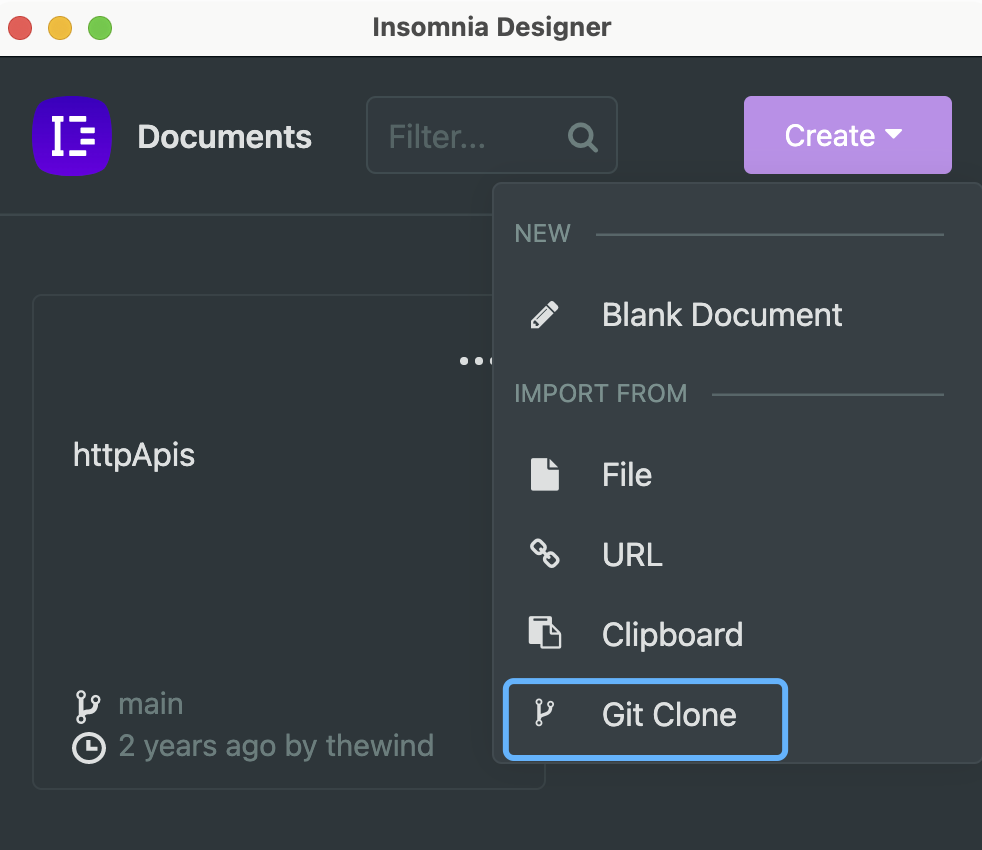 Insomnia Designer
Documents
Filter...
Create
NEW
Blank Document
IMPORT FROM
File
URL
Clipboard
Git Clone
httpApis
main
2 years ago by thewind